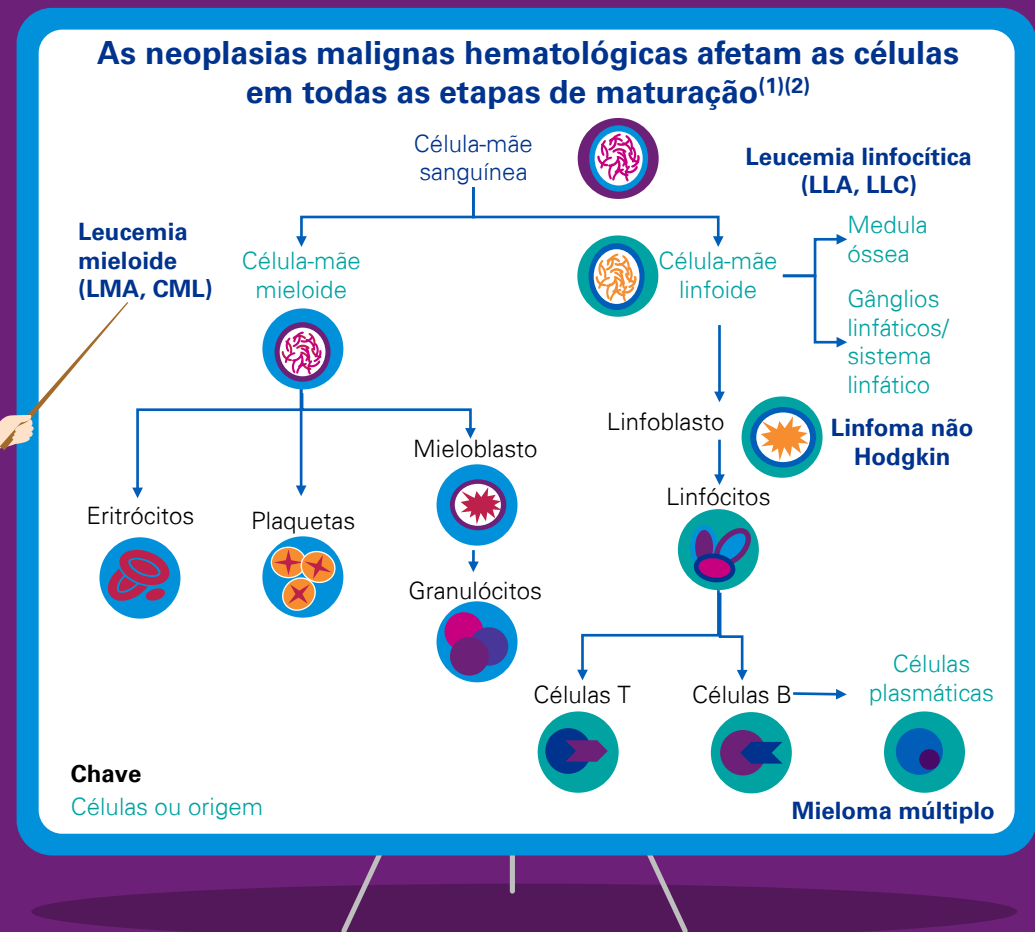 As neoplasias malignas hematológicas afetam as células
em todas as etapas de maturação(1)(2)
Célula-mãe
sanguínea
Leucemia linfocítica
(LLA, LLC)
Leucemia
mieloide
(LMA, CML)
Célula-mãe
mieloide
Célula-mãe
linfoide
Medula
óssea
Gânglios
linfáticos/
sistema
linfático
Linfoblasto
Linfoma não
Hodgkin
Mieloblasto
Linfócitos
Eritrócitos
Plaquetas
Granulócitos
Células T
Células B
Células
plasmáticas
Chave
Células ou origem
Mieloma múltiplo